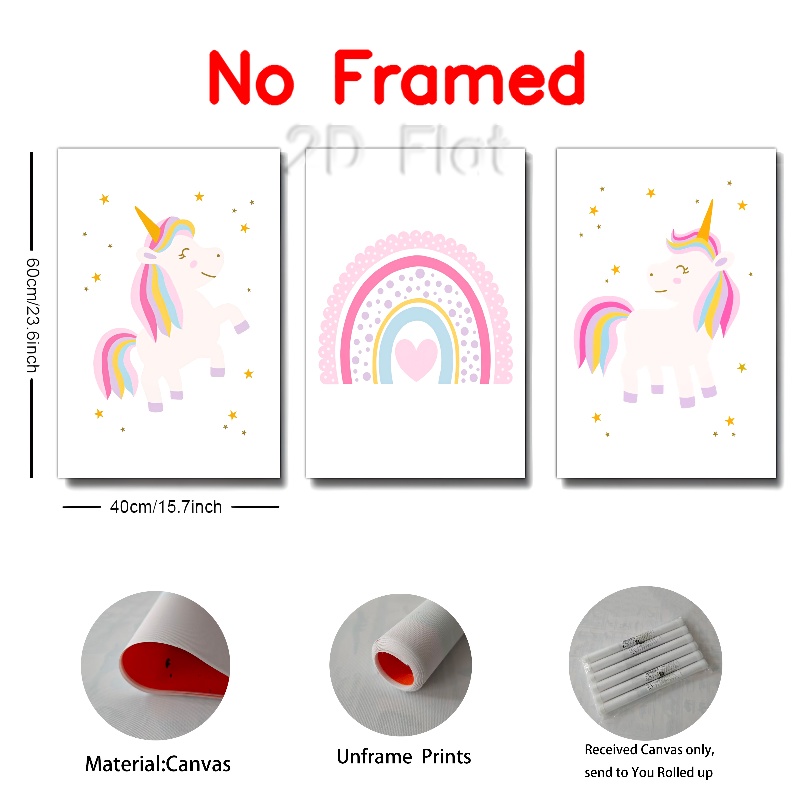 No Framed
2D Flat
60cm/23.6inch
40cm/15.7inch
Material:Canvas
Unframe Prints
Received Canvas only,
send to You Rolled up